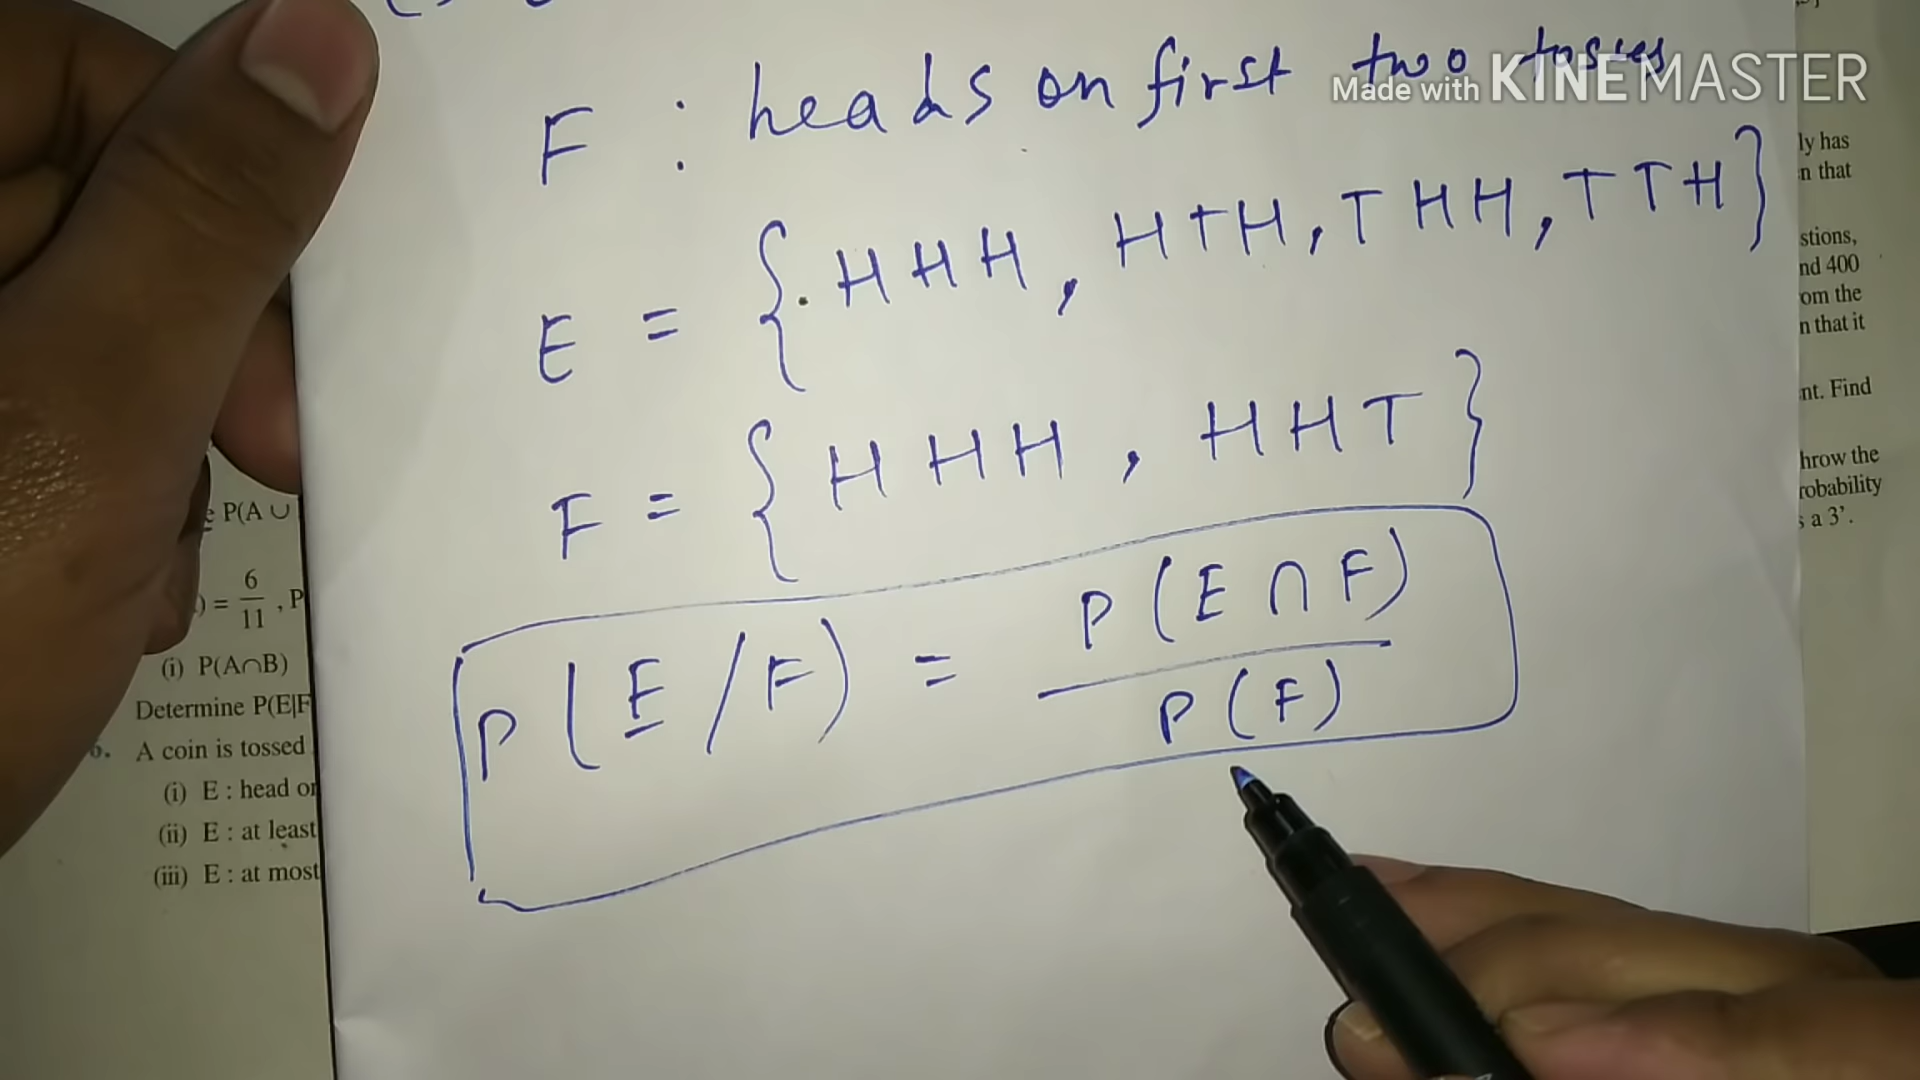 F : heads on first two tosses
Made with KINEMASTER
E = { HHH, HTH, THH, TTH}
F = { HHH, HHT }
P(E/F) = P(E∩F) / P(F)
P(A ∪
) = 6/11 , P
(i) P(A∩B)
Determine P(E|F
6. A coin is tossed
(i) E : head or
(ii) E : at least
(iii) E : at most
ly has
n that
stions,
nd 400
om the
n that it
nt. Find
hrow the
robability
s a 3’.